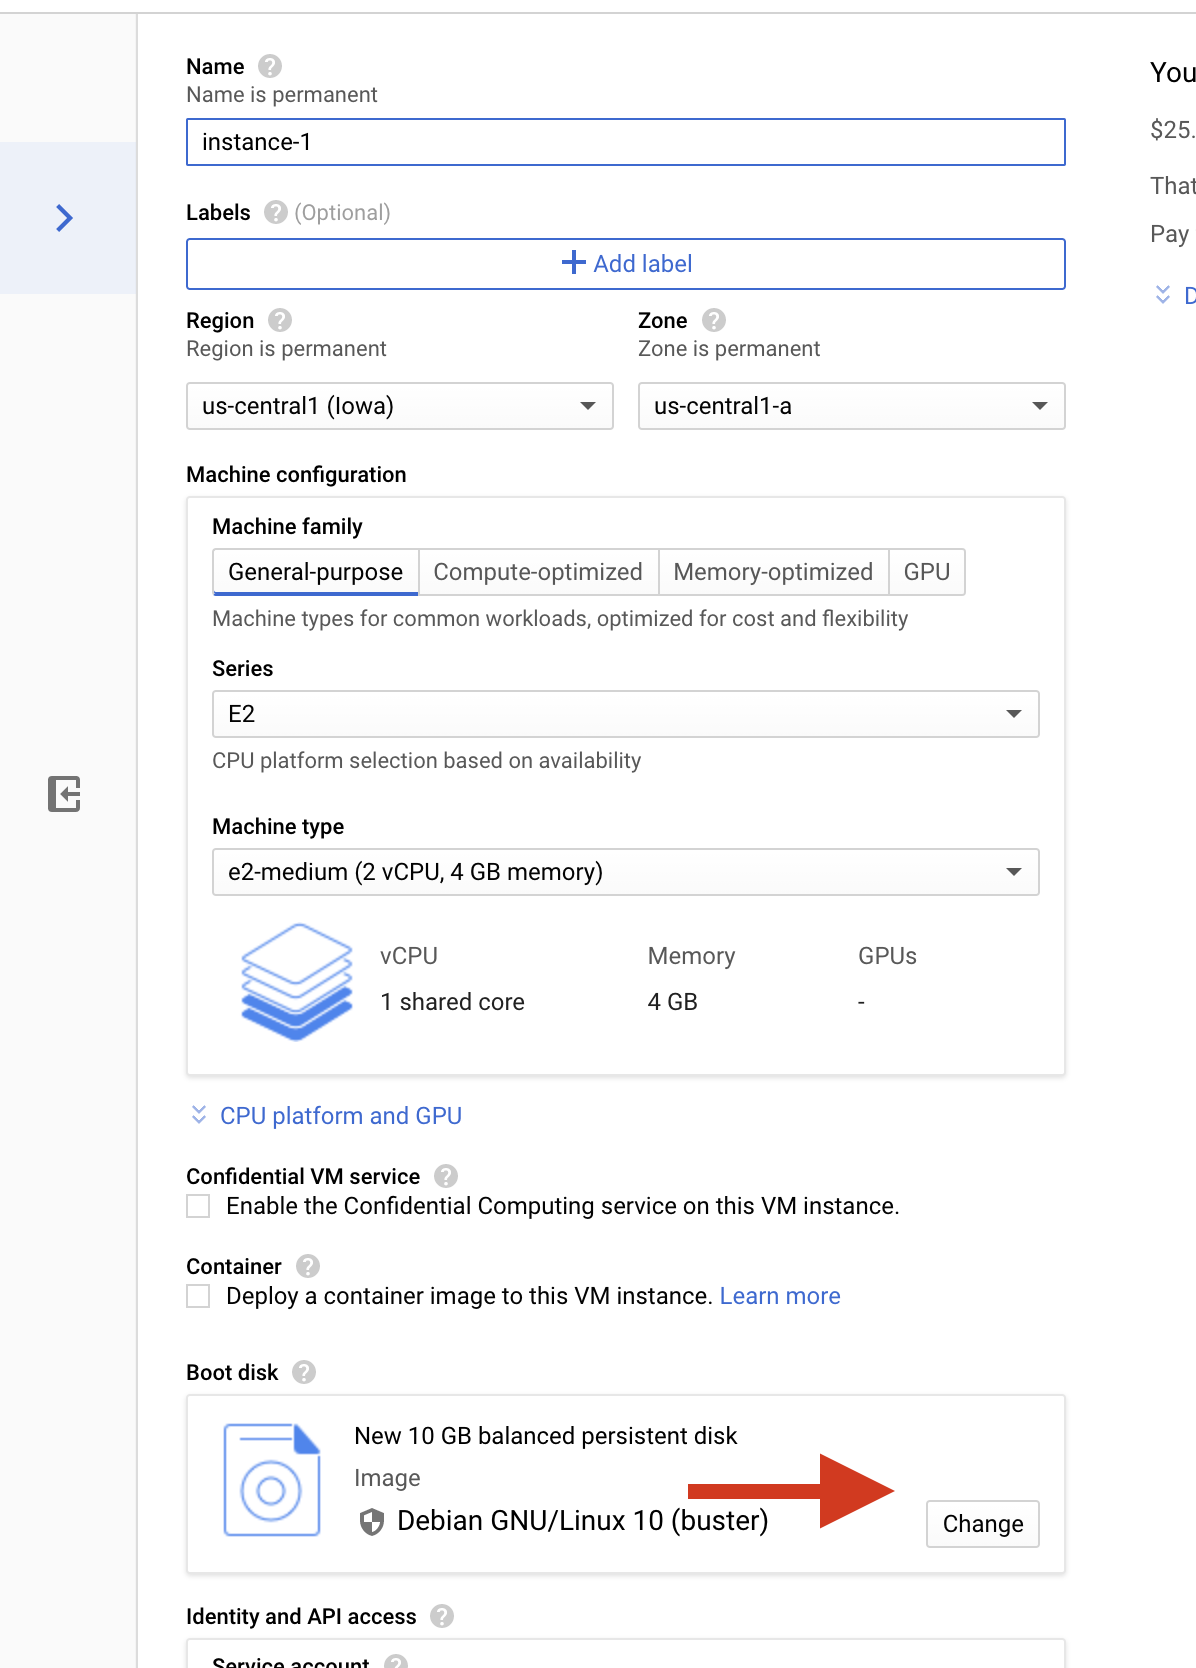 Name
Name is permanent
instance-1
Labels (Optional)
Add label
Region
Region is permanent
us-central1 (Iowa)
Zone
Zone is permanent
us-central1-a
Machine configuration
Machine family
General-purpose Compute-optimized Memory-optimized GPU
Machine types for common workloads, optimized for cost and flexibility
Series
E2
CPU platform selection based on availability
Machine type
e2-medium (2 vCPU, 4 GB memory)
vCPU Memory GPUs
1 shared core 4 GB -
CPU platform and GPU
Confidential VM service
Enable the Confidential Computing service on this VM instance.
Container
Deploy a container image to this VM instance. Learn more
Boot disk
New 10 GB balanced persistent disk
Image
Debian GNU/Linux 10 (buster)
Change
Identity and API access
Service account
You
$25.
That
Pay
D